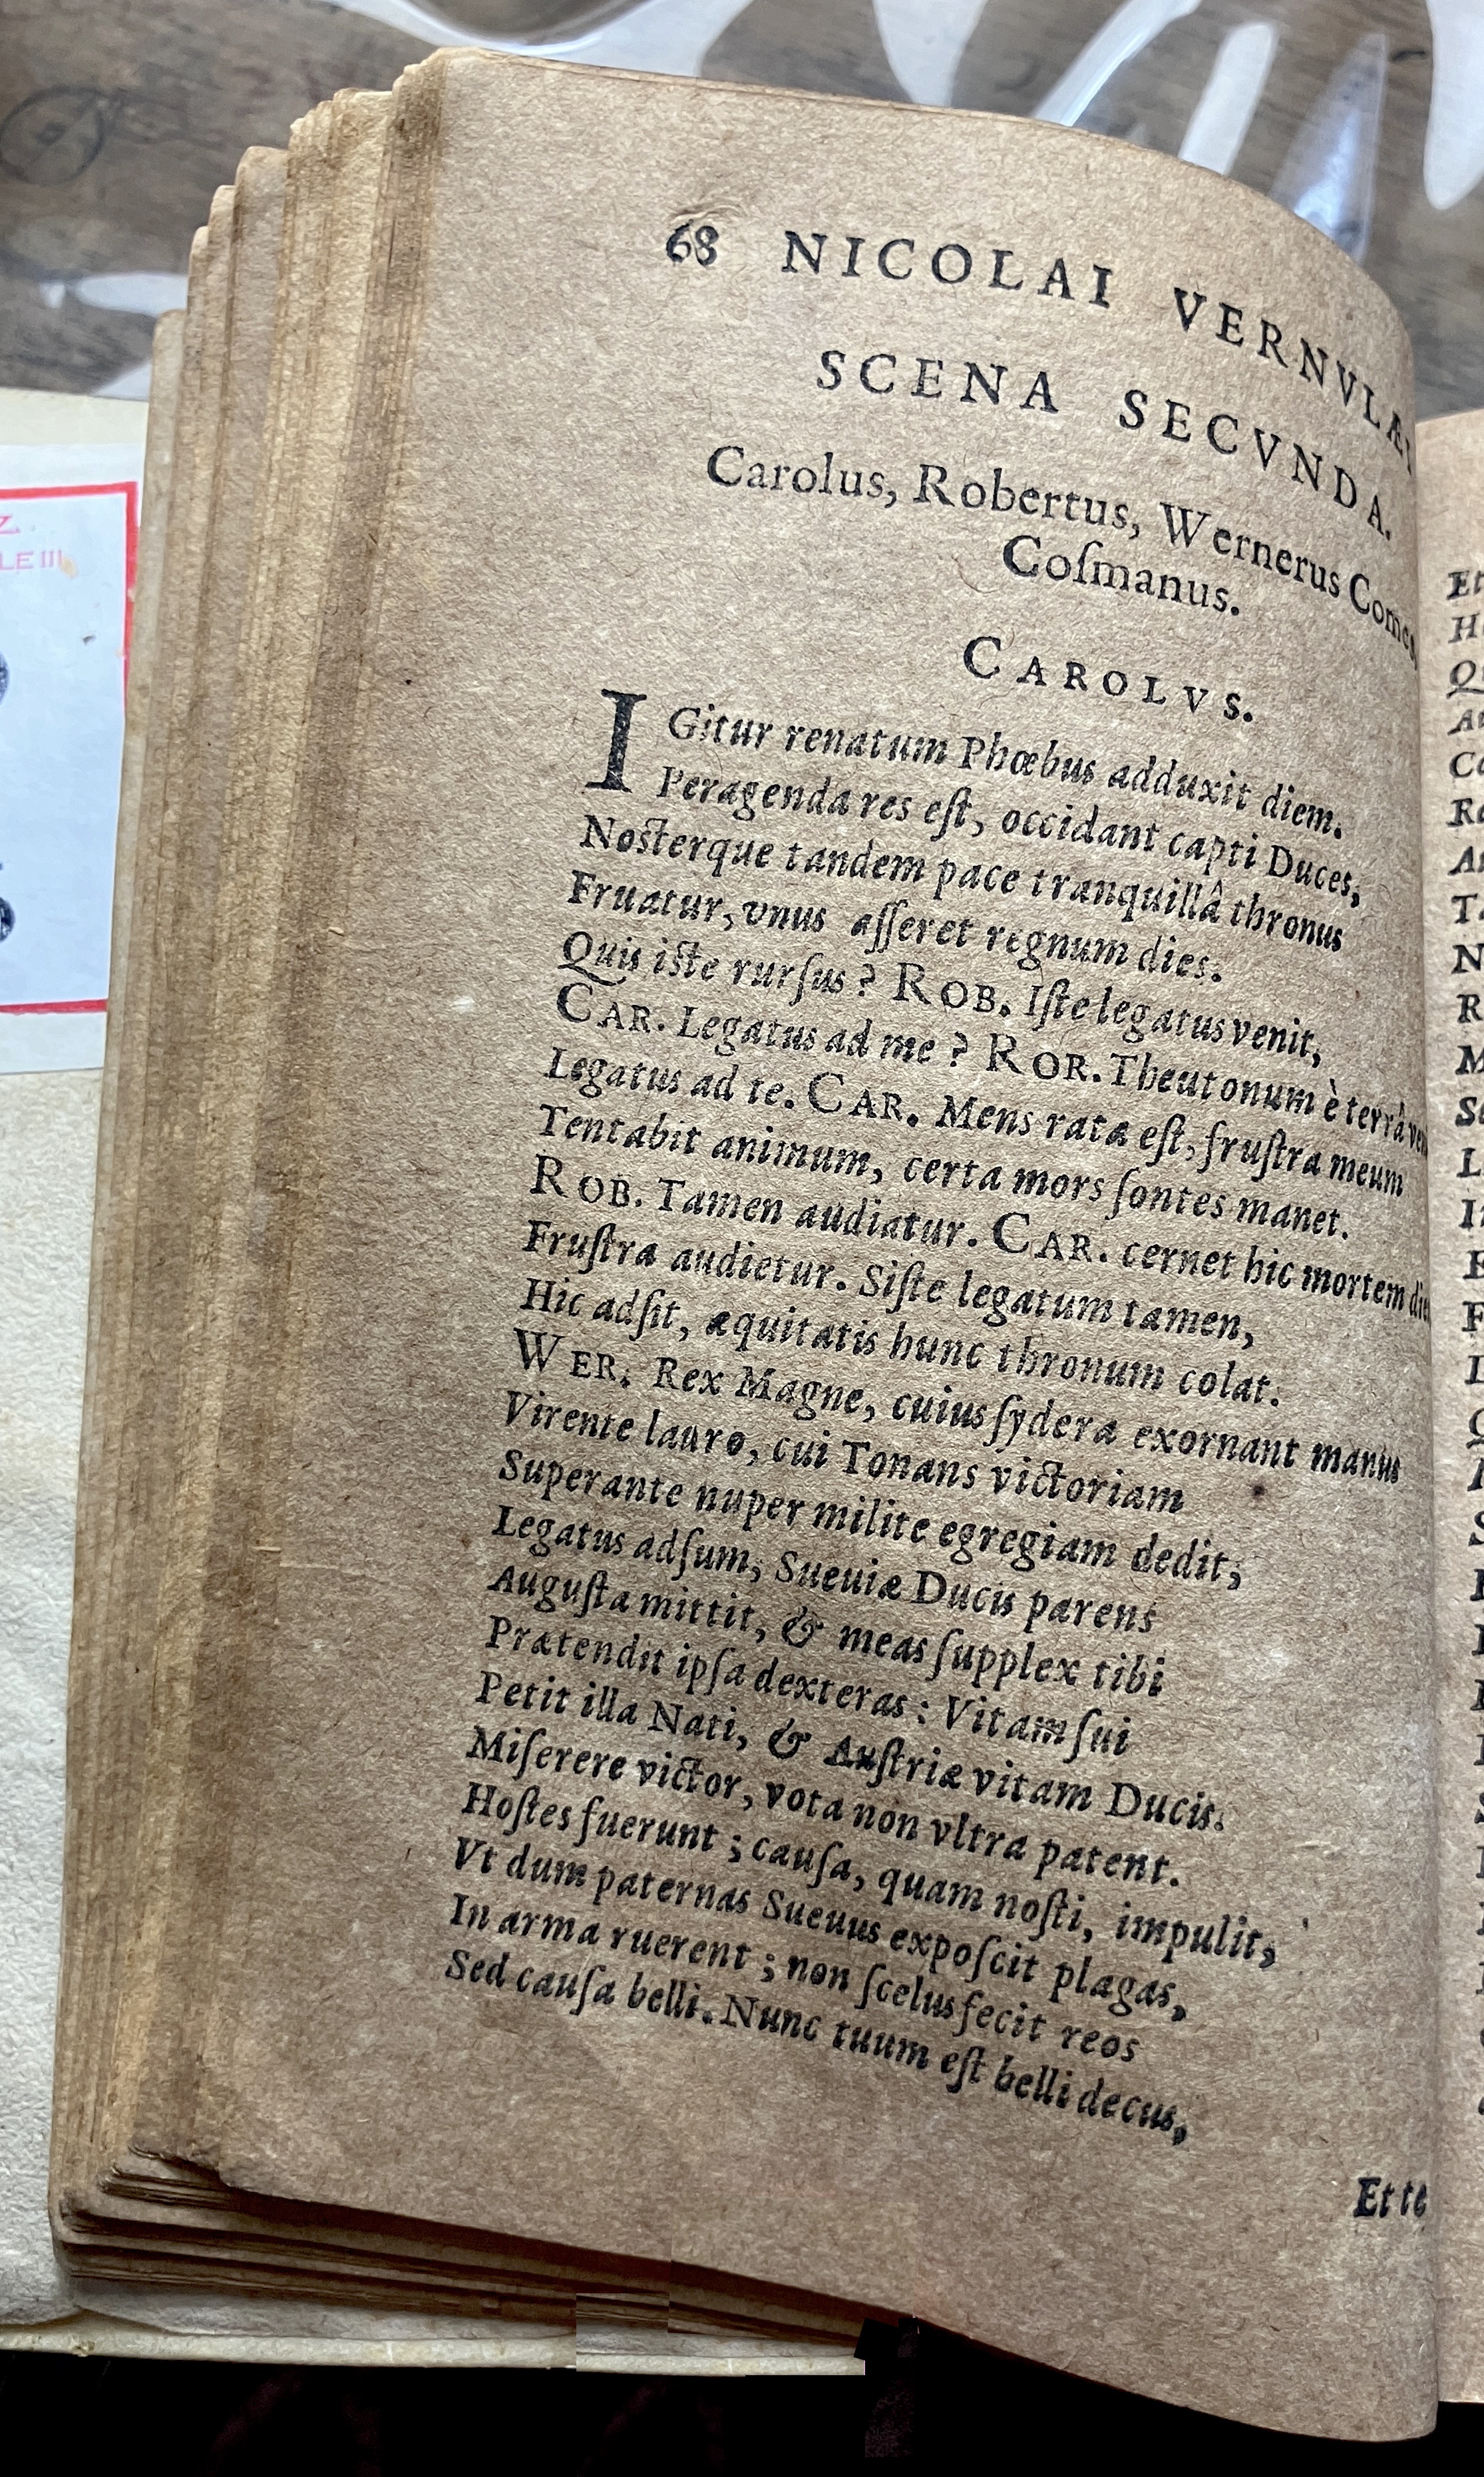 68 NICOLAI VERNVLÆI
SCENA SECVNDA.
Carolus, Robertus, Wernerus Comes
Coſmanus.
CAROLVS.
IGitur renatum Phœbus adduxit diem.
Peragenda res eſt, occidant capti Duces,
Noſterque tandem pace tranquillâ thronus
Fruatur, vnus aſſeret regnum dies.
Quis iſte rurſus? ROB. Iſte legatus venit,
CAR. Legatus ad me? ROR. Theutonum è terrâ
Legatus ad te. CAR. Mens rata eſt, fruſtra meum
Tentabit animum, certa mors ſontes manet.
ROB. Tamen audiatur. CAR. cernet hic mortem
Fruſtra audietur. Siſte legatum tamen,
Hic adſit, æquitatis hunc thronum colat.
WER. Rex Magne, cuius ſydera exornant manus
Virente lauro, cui Tonans victoriam
Superante nuper milite egregiam dedit,
Legatus adſum, Sueuiæ Ducis parens
Auguſta mittit, & meas ſupplex tibi
Prætendit ipſa dexteras: Vitam ſui
Petit illa Nati, & Auſtriæ vitam Ducis.
Miſerere victor, vota non vltra patent.
Hoſtes fuerunt; cauſa, quam noſti, impulit,
Vt dum paternas Sueuus expoſcit plagas,
In arma ruerent; non ſcelus fecit reos
Sed cauſa belli. Nunc tuum eſt belli decus,
Et te